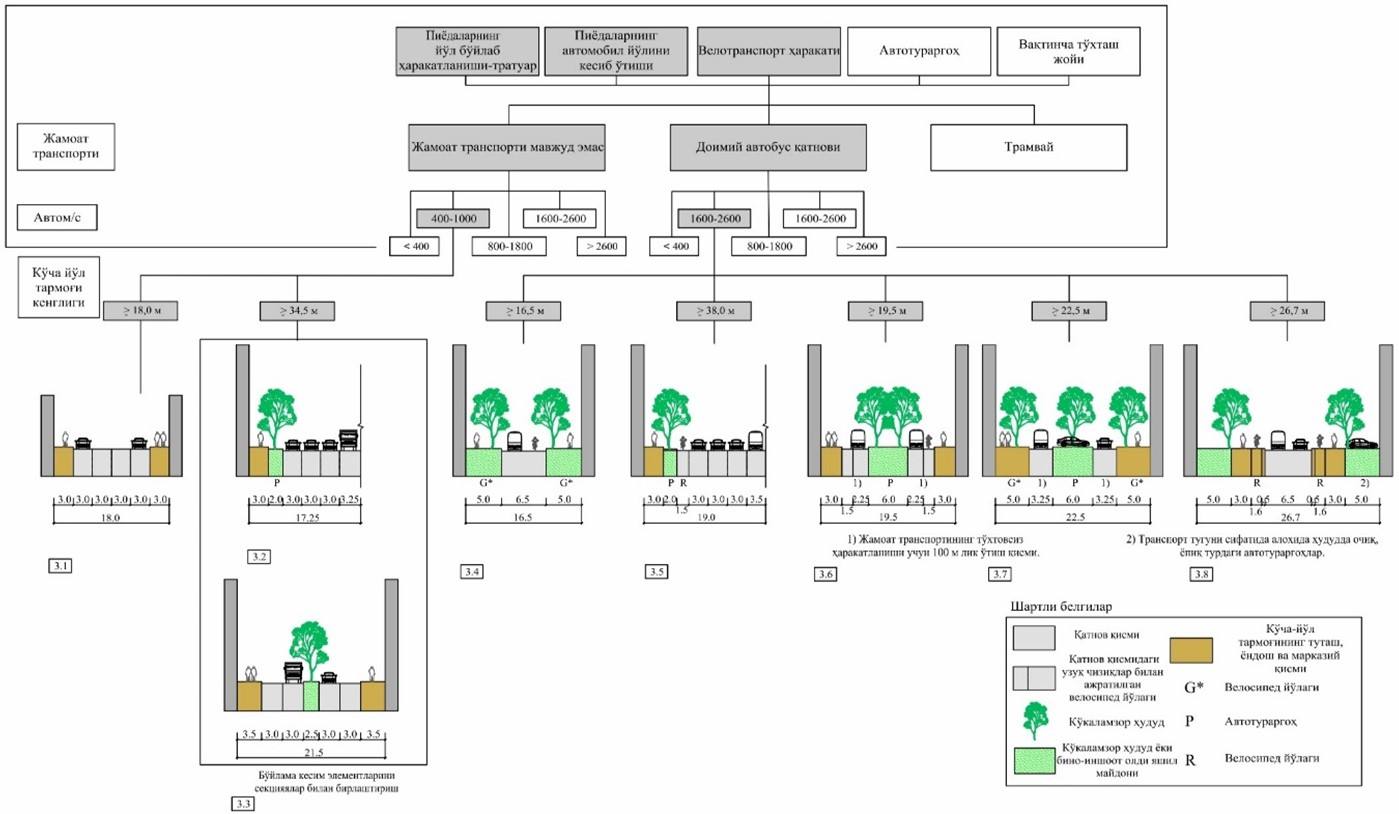 Пиёдаларнинг
йўл бўйлаб
ҳаракатланиши-тратуар
Пиёдаларнинг
автомобил йўлини
кесиб ўтиши
Велотранспорт ҳаракати
Автотураргоҳ
Вақтинча тўхташ
жойи
Жамоат
транспорти
Жамоат транспорти мавжуд эмас
Доимий автобус қатнови
Трамвай
Автом/с
400-1000
1600-2600
1600-2600
1600-2600
< 400
800-1800
> 2600
< 400
800-1800
> 2600
Кўча йўл
тармоғи
кенглиги
≥ 18,0 м
≥ 34,5 м
≥ 16,5 м
≥ 38,0 м
≥ 19,5 м
≥ 22,5 м
≥ 26,7 м
3.0 3.0 3.0 3.0 3.0 3.0
18.0
3.1
P
3.0 2.0 3.0 3.0 3.0 3.25
17.25
3.2
G* G*
5.0 6.5 5.0
16.5
3.4
P R
3.0 2.0 1.5 3.0 3.0 3.0 3.5
19.0
3.5
1) P 1)
3.0 1.5 2.25 6.0 2.25 1.5 3.0
19.5
3.6
G* 1) P 1) G*
5.0 3.25 6.0 3.25 5.0
22.5
3.7
R R 2)
5.0 3.0 1.6 0.5 6.5 0.5 1.6 3.0 5.0
26.7
3.8
1) Жамоат транспортининг тўхтовсиз
ҳаракатланиши учун 100 м лик ўтиш қисми.
2) Транспорт тугуни сифатида алоҳида ҳудудда очиқ,
ёпиқ турдаги автотураргоҳлар.
3.5 3.0 3.0 2.5 3.0 3.0 3.5
21.5
Бўйлама кесим элементларини
секциялар билан бирлаштириш
3.3
Шартли белгилар
Қатнов қисми
Қатнов қисмидаги
узуқ чизиқлар билан
ажратилган
велосипед йўлаги
Кўкаламзор ҳудуд
Кўкаламзор ҳудуд ёки
бино-иншоот олди яшил
майдони
Кўча-йўл
тармоғининг туташ,
ёндош ва марказий
қисми
G* Велосипед йўлаги
P Автотураргоҳ
R Велосипед йўлаги